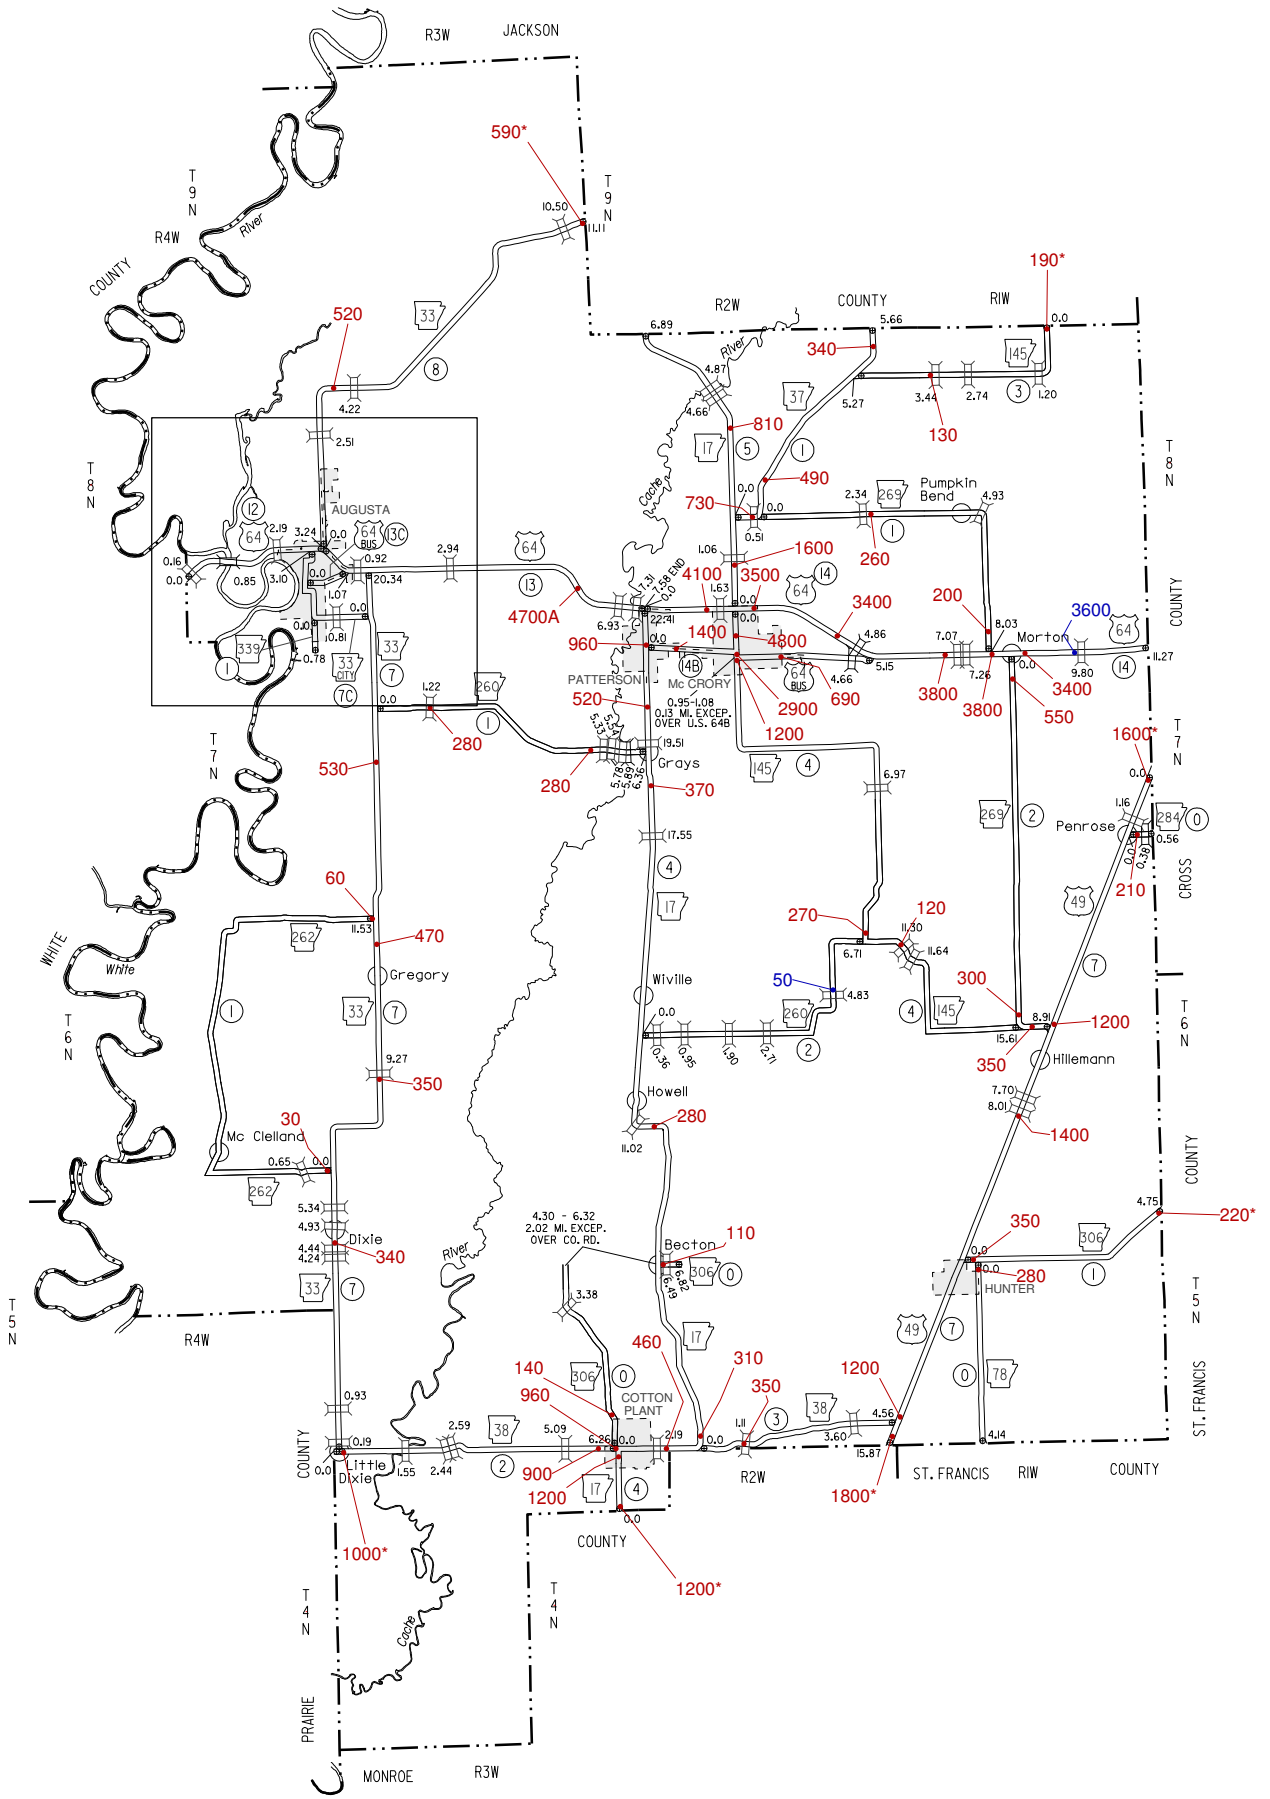 R3W
JACKSON
590*
T
9
N
T
9
N
10.50
11.11
R4W
River
COUNTY
190*
R2W
COUNTY
R1W
0.0
520
33
6.89
5.66
River
340
145
8
4.87
4.66
37
5.27
3.44
2.74
3
1.20
4.22
810
130
2.51
17
5
1
T
8
N
T
8
N
Cache
490
Pumpkin
Bend
2.34
269
4.93
12
AUGUSTA
0.0
730
0.0
0.51
1
64
2.19
3.24
0.0
64
BUS
13C
260
0.16
0.0
0.85
3.10
0.92
2.94
64
13
1.06
1600
14
64
1.07
20.34
7.31
7.58 END
0.0
4100
3500
1.63
0.0
4700A
6.93
22.41
0.0
3400
200
3600
COUNTY
0.0
0.0
339
1
0.81
0.78
33
CITY
7C
33
7
960
0.0
1400
4800
4.86
8.03
Morton
64
14B
7.07
5.15
4.66
7.26
0.0
9.80
14
11.27
PATTERSON
Mc CRORY
64
BUS
690
3800
3800
3400
0.0
1.22
260
1
520
0.95-1.08
0.13 MI. EXCEP.
OVER U.S. 64B
2900
550
280
1200
T
7
N
T
7
N
5.33
5.54
19.51
280
5.78
5.89
6.36
Grays
145
4
1600*
0.0
530
370
6.97
1.16
269
2
Penrose
284
0
0.56
0.0
0.38
17.55
4
210
CROSS
60
17
49
262
11.53
270
120
470
11.30
WHITE
White
6.71
11.64
Gregory
50
7
Wiville
4.83
T
6
N
T
6
N
1
33
7
0.0
260
4
145
300
8.91
1200
0.36
0.95
1.90
2.71
2
15.61
350
Hillemann
9.27
350
Howell
7.70
8.01
1400
30
280
Mc Clelland
11.02
0.65
0.0
262
COUNTY
5.34
4.93
4.44
4.24
Dixie
340
4.30 - 6.32
2.02 MI. EXCEP.
OVER CO. RD.
110
Becton
4.75
220*
350
0.0
306
1
River
306
0
0.0
280
HUNTER
6.82
6.49
T
5
N
T
5
N
33
7
3.38
R4W
17
49
7
460
310
140
306
0
COTTON
PLANT
350
1200
0
78
ST. FRANCIS
960
38
3
0.93
2.59
38
5.09
6.26
0.0
2.19
0.0
1.11
3.60
4.56
COUNTY
0.19
0.0
Little
Dixie
1.55
2.44
2
900
1200
17
4
R2W
15.87
4.14
ST. FRANCIS
R1W
COUNTY
1800*
0.0
COUNTY
1000*
1200*
T
4
N
T
4
N
Cache
PRAIRIE
MONROE
R3W